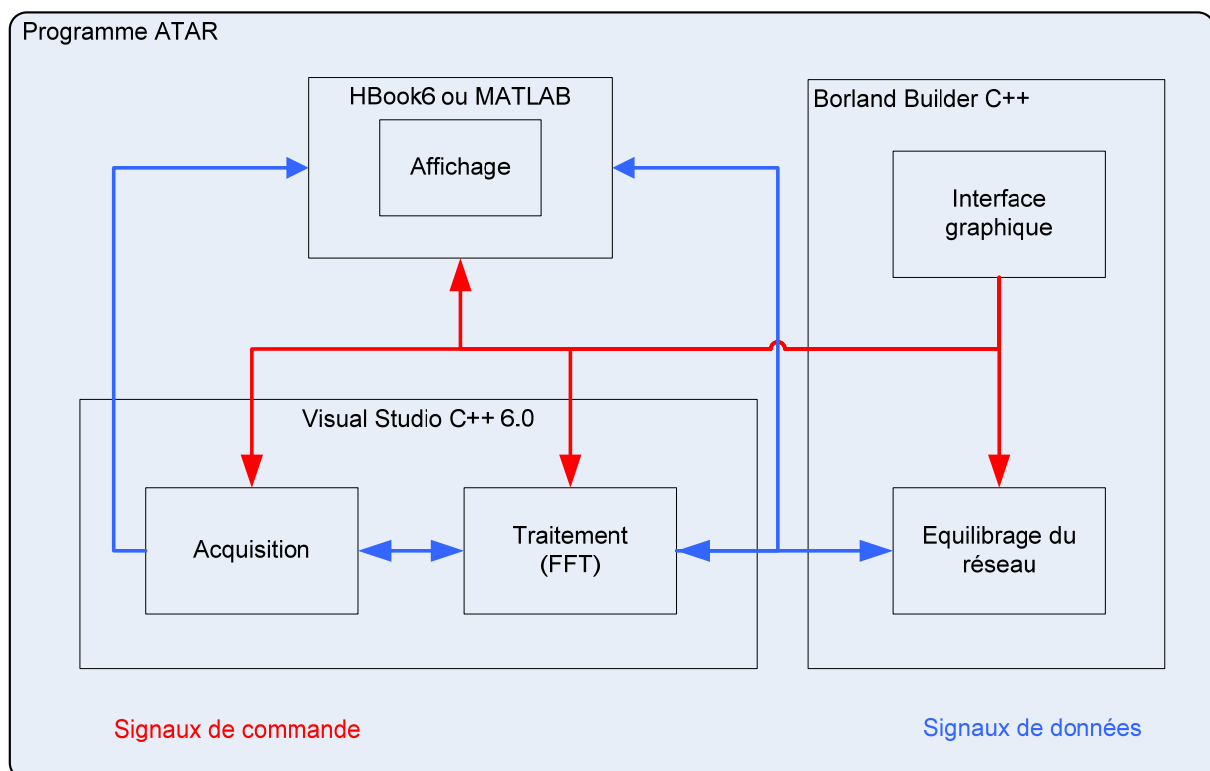 Programme ATAR
HBook6 ou MATLAB
Affichage
Borland Builder C++
Interface
graphique
Visual Studio C++ 6.0
Acquisition
Traitement
(FFT)
Equilibrage du
réseau
Signaux de commande
Signaux de données